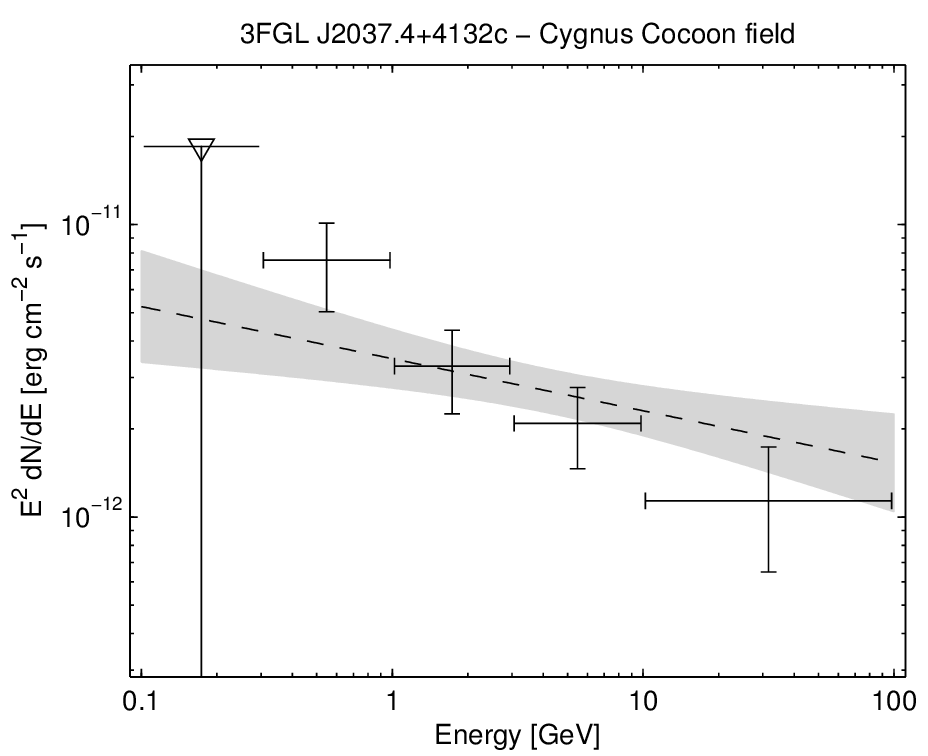 3FGL J2037.4+4132c − Cygnus Cocoon field
E² dN/dE [erg cm⁻² s⁻¹]
10⁻¹¹
10⁻¹²
0.1 1 10 100
Energy [GeV]